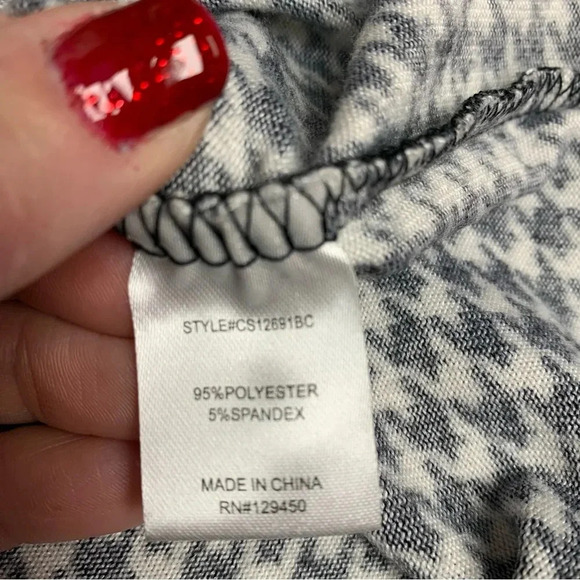 STYLE#CS12691BC
95%POLYESTER
5%SPANDEX
MADE IN CHINA
RN#129450